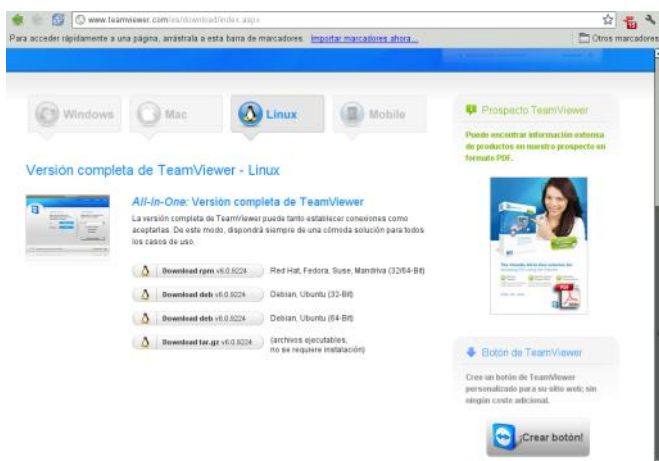 www.teamviewer.com/es/download/index.aspx
Para acceder rápidamente a una página, arrástrala a esta barra de marcadores. Importar marcadores ahora...
Otros marcadores
Windows
Mac
Linux
Mobile
Versión completa de TeamViewer - Linux
All-In-One: Versión completa de TeamViewer
La versión completa de TeamViewer puede tanto establecer conexiones como
aceptarlas. De este modo, dispondrá siempre de una cómoda solución para todos
los casos de uso.
Download rpm v6.0.9224 Red Hat, Fedora, Suse, Mandriva (32/64-Bit)
Download deb v6.0.9224 Debian, Ubuntu (32-Bit)
Download deb v6.0.9224 Debian, Ubuntu (64-Bit)
Download tar.gz v6.0.9224 (archivos ejecutables,
no se requiere instalación)
Prospecto TeamViewer
Puede encontrar información extensa
de productos en nuestro prospecto en
formato PDF.
PDF
Botón de TeamViewer
Cree un botón de TeamViewer
personalizado para su sitio web; sin
ningún coste adicional.
¡Crear botón!